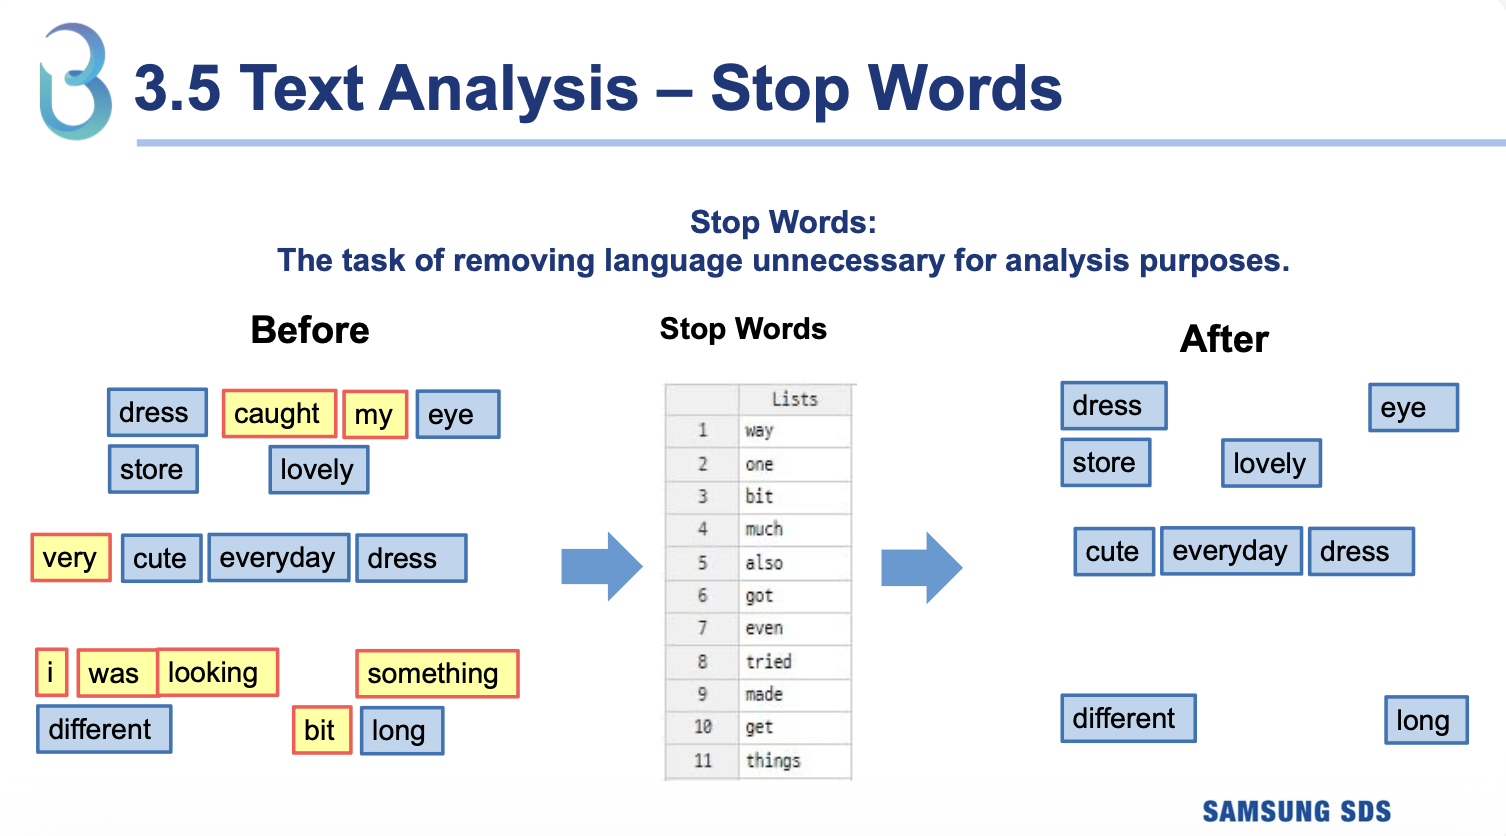 3.5 Text Analysis – Stop Words
Stop Words:
The task of removing language unnecessary for analysis purposes.
Before
dress caught my eye
store lovely
very cute everyday dress
i was looking something
different bit long
Stop Words
Lists
1 way
2 one
3 bit
4 much
5 also
6 got
7 even
8 tried
9 made
10 get
11 things
After
dress eye
store lovely
cute everyday dress
different long
SAMSUNG SDS